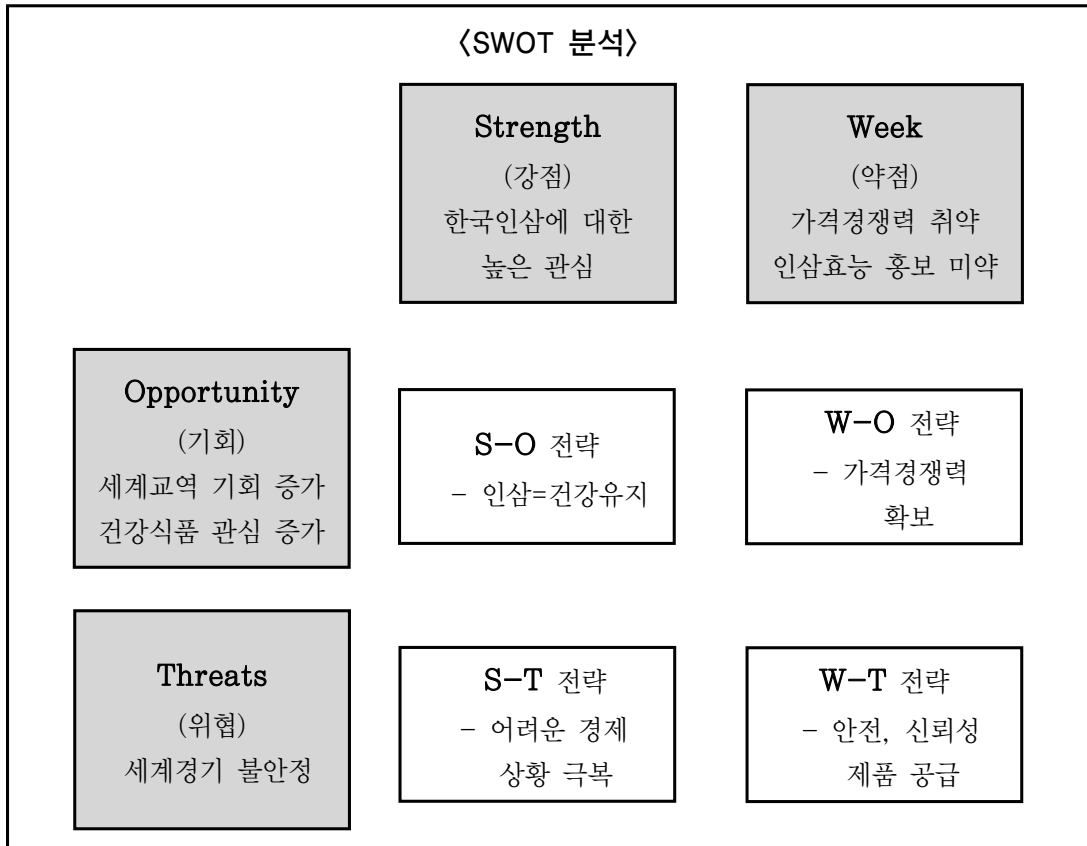 〈SWOT 분석〉
Strength
(강점)
한국인삼에 대한
높은 관심
Week
(약점)
가격경쟁력 취약
인삼효능 홍보 미약
Opportunity
(기회)
세계교역 기회 증가
건강식품 관심 증가
S-O 전략
- 인삼=건강유지
W-O 전략
- 가격경쟁력
확보
Threats
(위협)
세계경기 불안정
S-T 전략
- 어려운 경제
상황 극복
W-T 전략
- 안전, 신뢰성
제품 공급